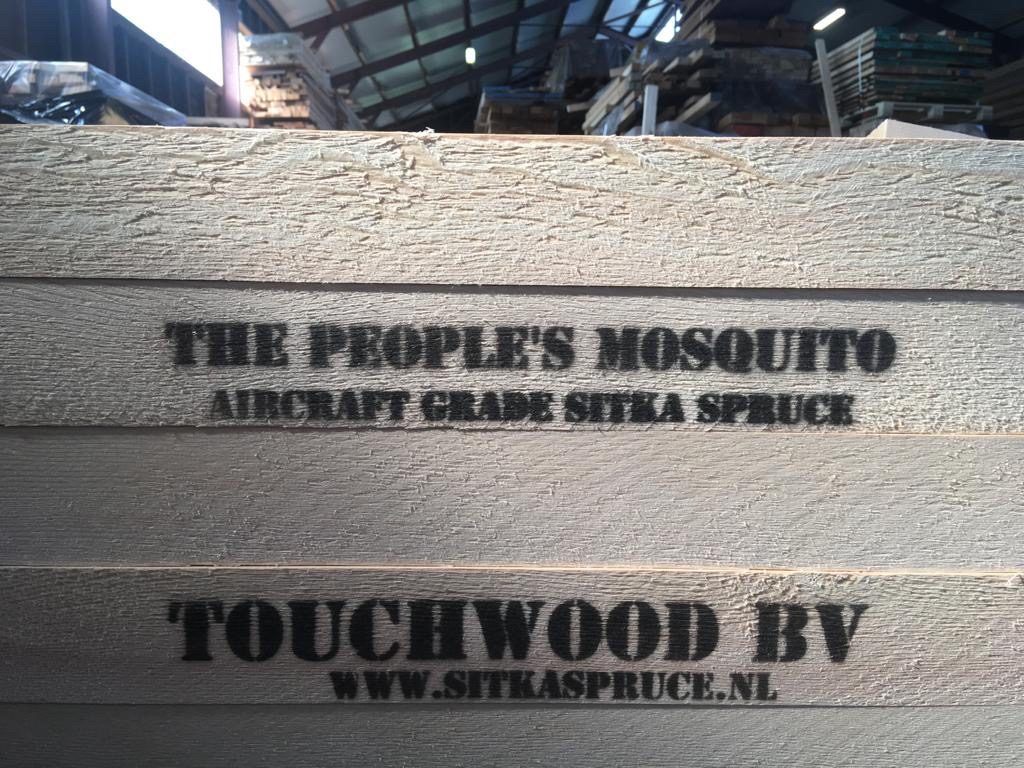 THE PEOPLE'S MOSQUITO
AIRCRAFT GRADE SITKA SPRUCE
TOUCHWOOD BV
WWW.SITKASPRUCE.NL